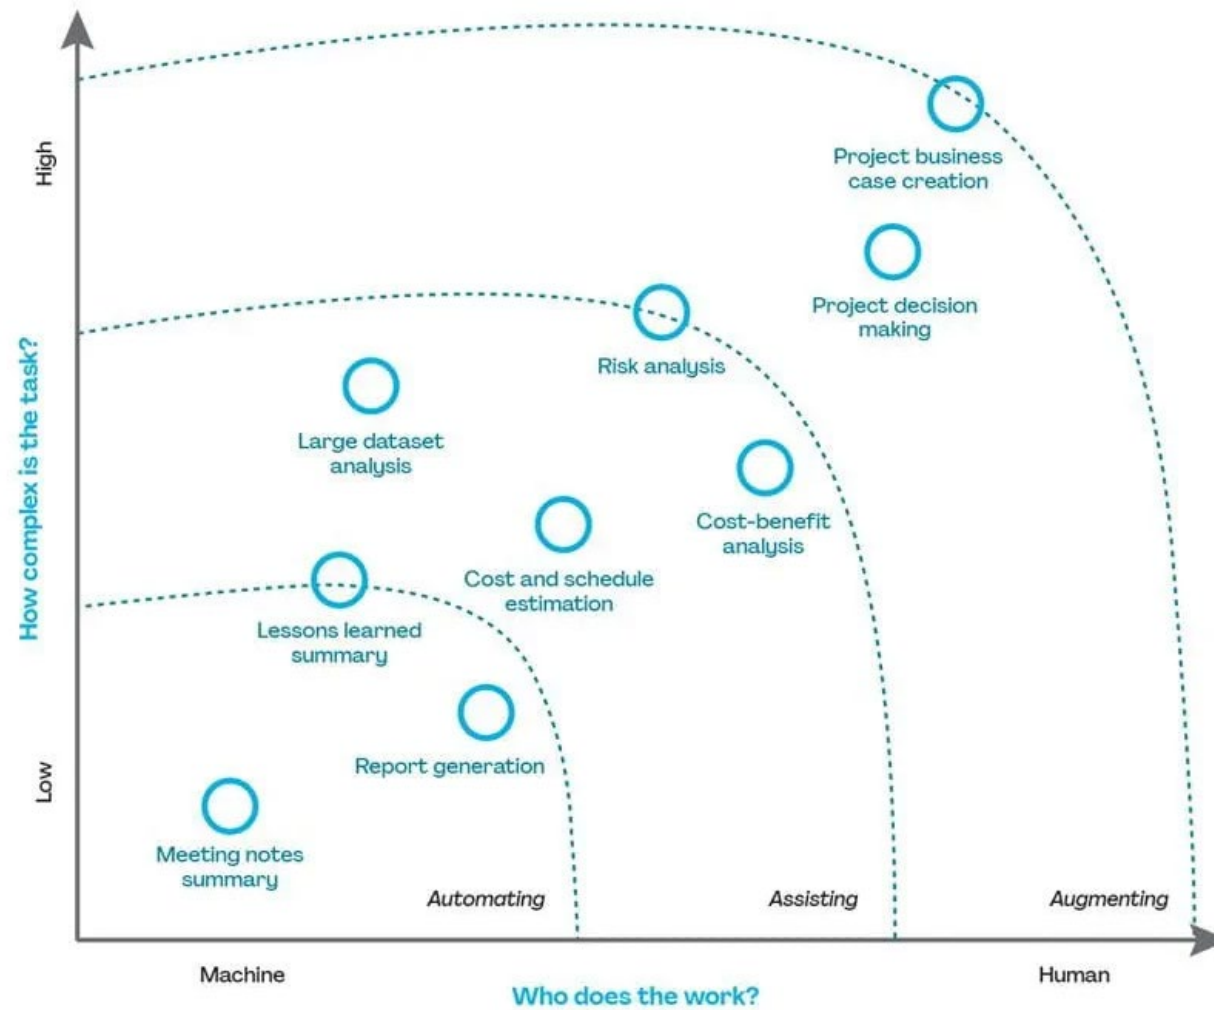 High
Project business
case creation
Project decision
making
Risk analysis
How complex is the task?
Large dataset
analysis
Cost-benefit
analysis
Cost and schedule
estimation
Lessons learned
summary
Report generation
Low
Meeting notes
summary
Automating
Assisting
Augmenting
Machine
Human
Who does the work?